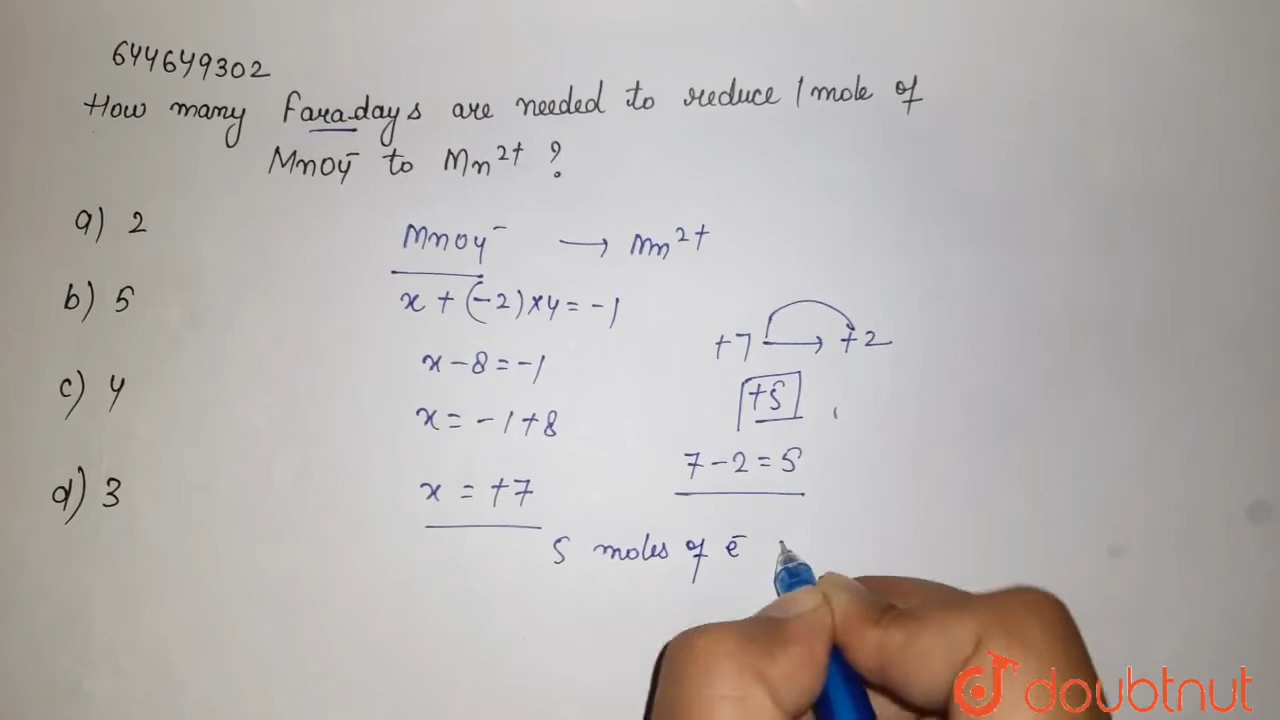 644649302
How many Faradays are needed to reduce 1 mole of
MnO4⁻ to Mn²⁺ ?
a) 2
b) 5
c) 4
d) 3
MnO4⁻ → Mn²⁺
x + (-2)×4 = -1
x - 8 = -1
x = -1 + 8
x = +7
+7 → +2
+5
7 - 2 = 5
5 moles of e⁻
doubtnut